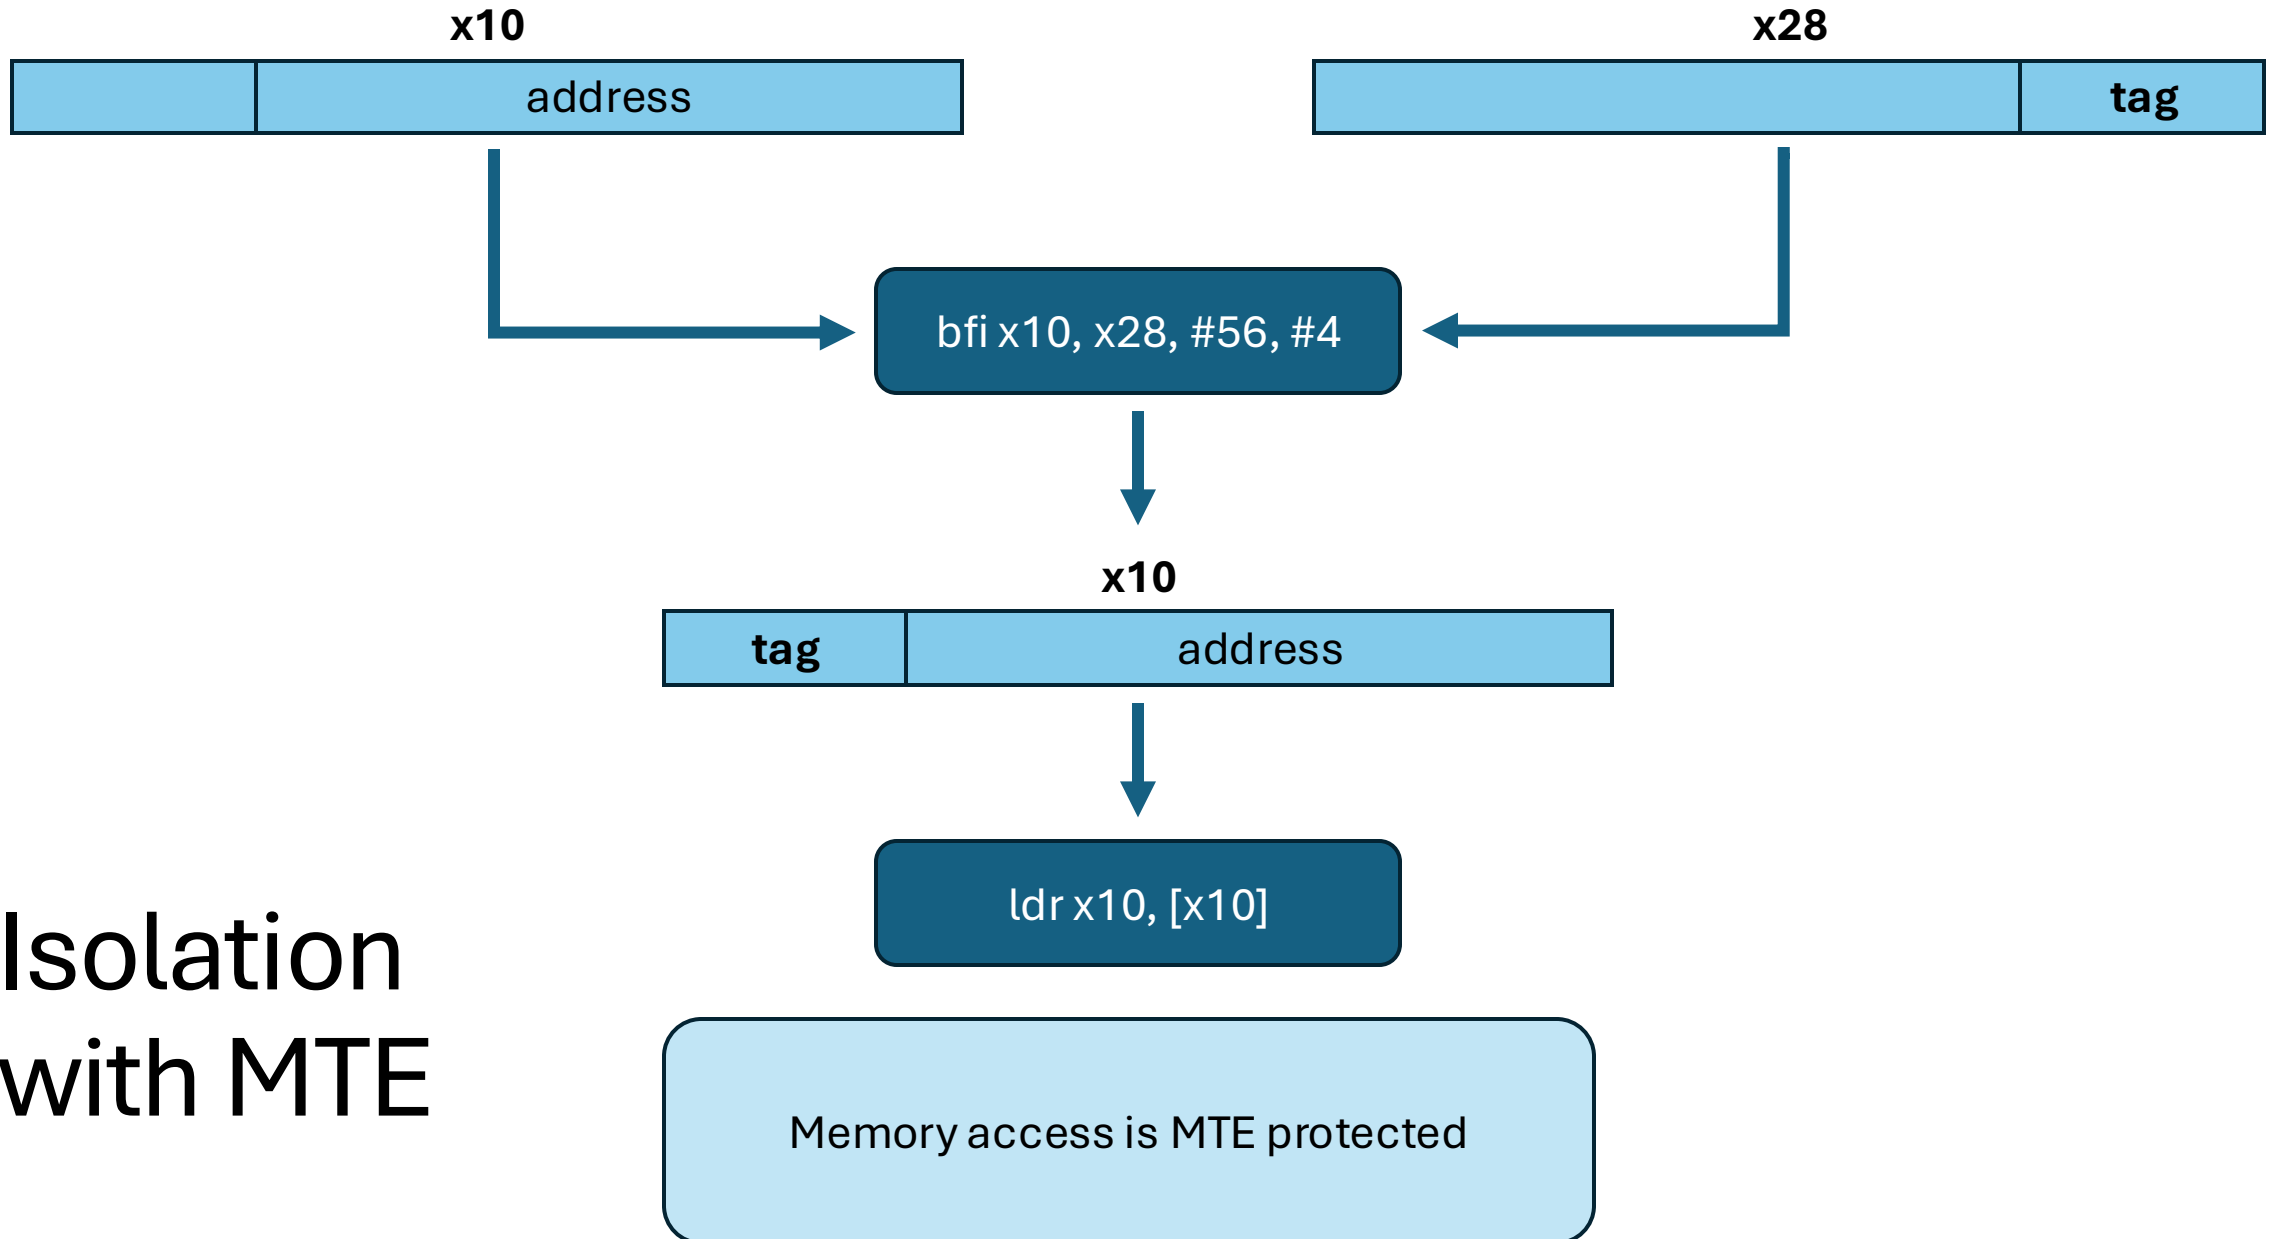 x10
x28
address
tag
bfi x10, x28, #56, #4
x10
tag
address
ldr x10, [x10]
Isolation
with MTE
Memory access is MTE protected